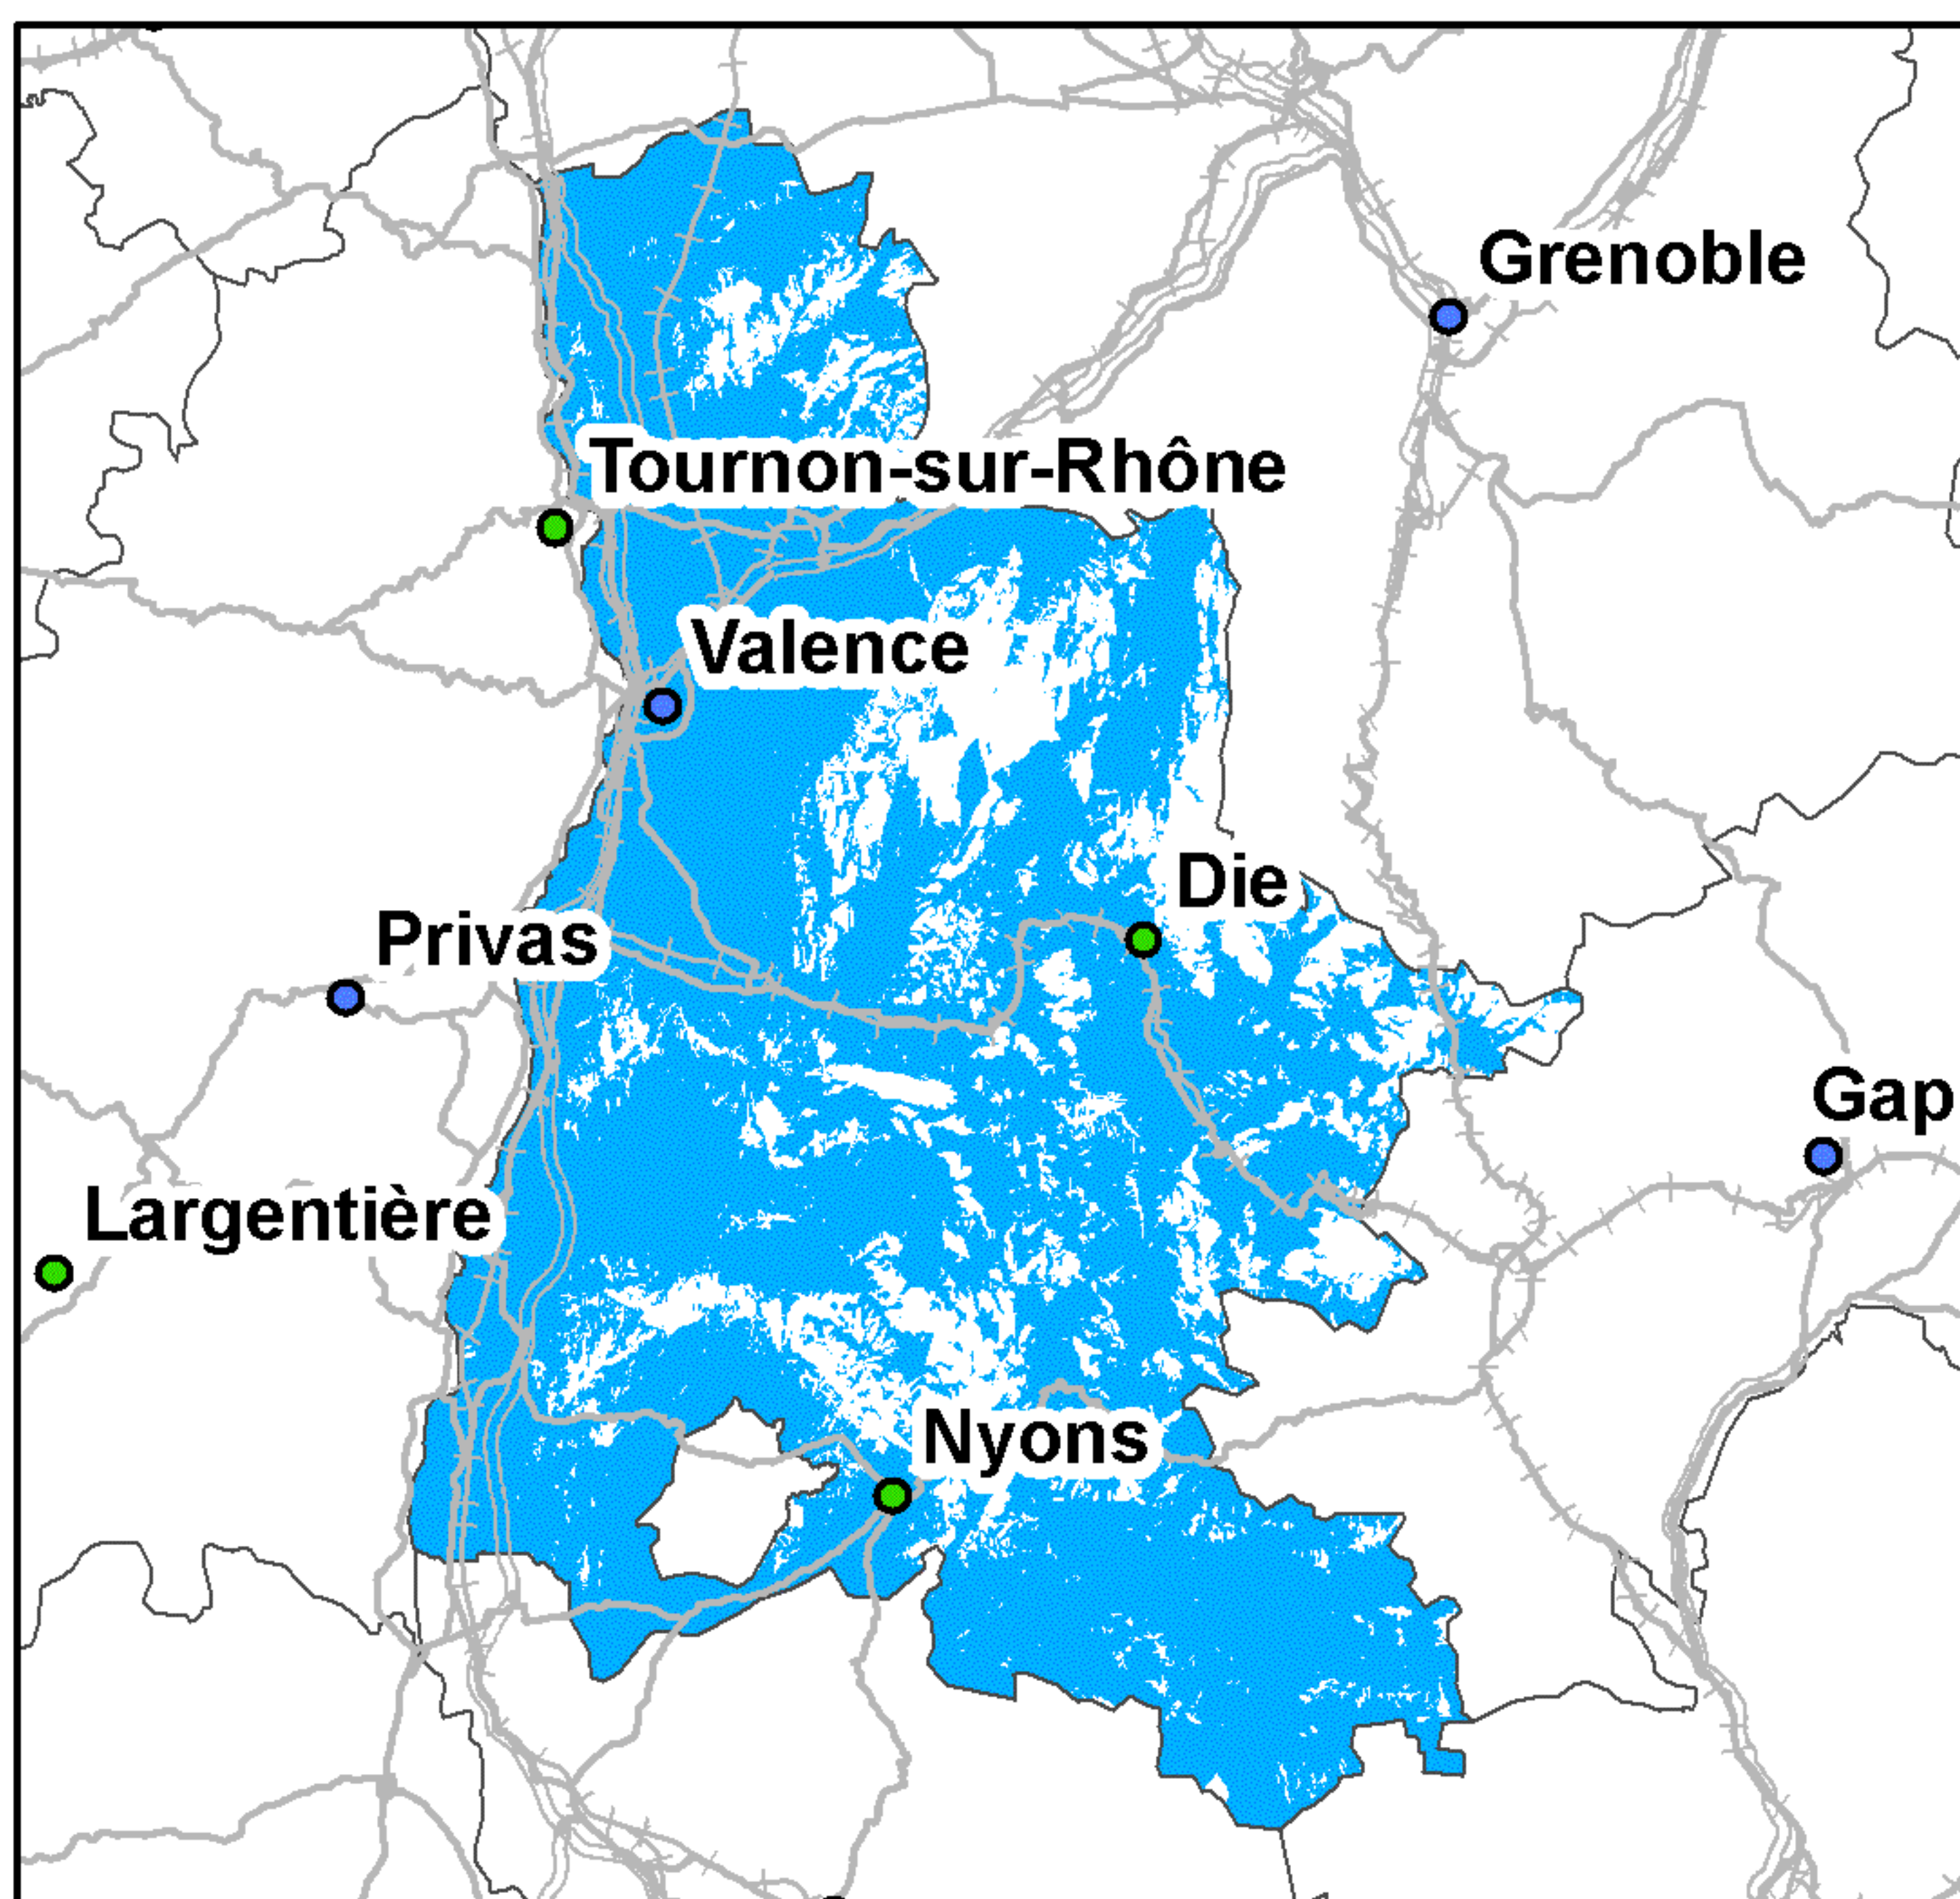 Grenoble
Tournon-sur-Rhône
Valence
Die
Privas
Gap
Largentière
Nyons